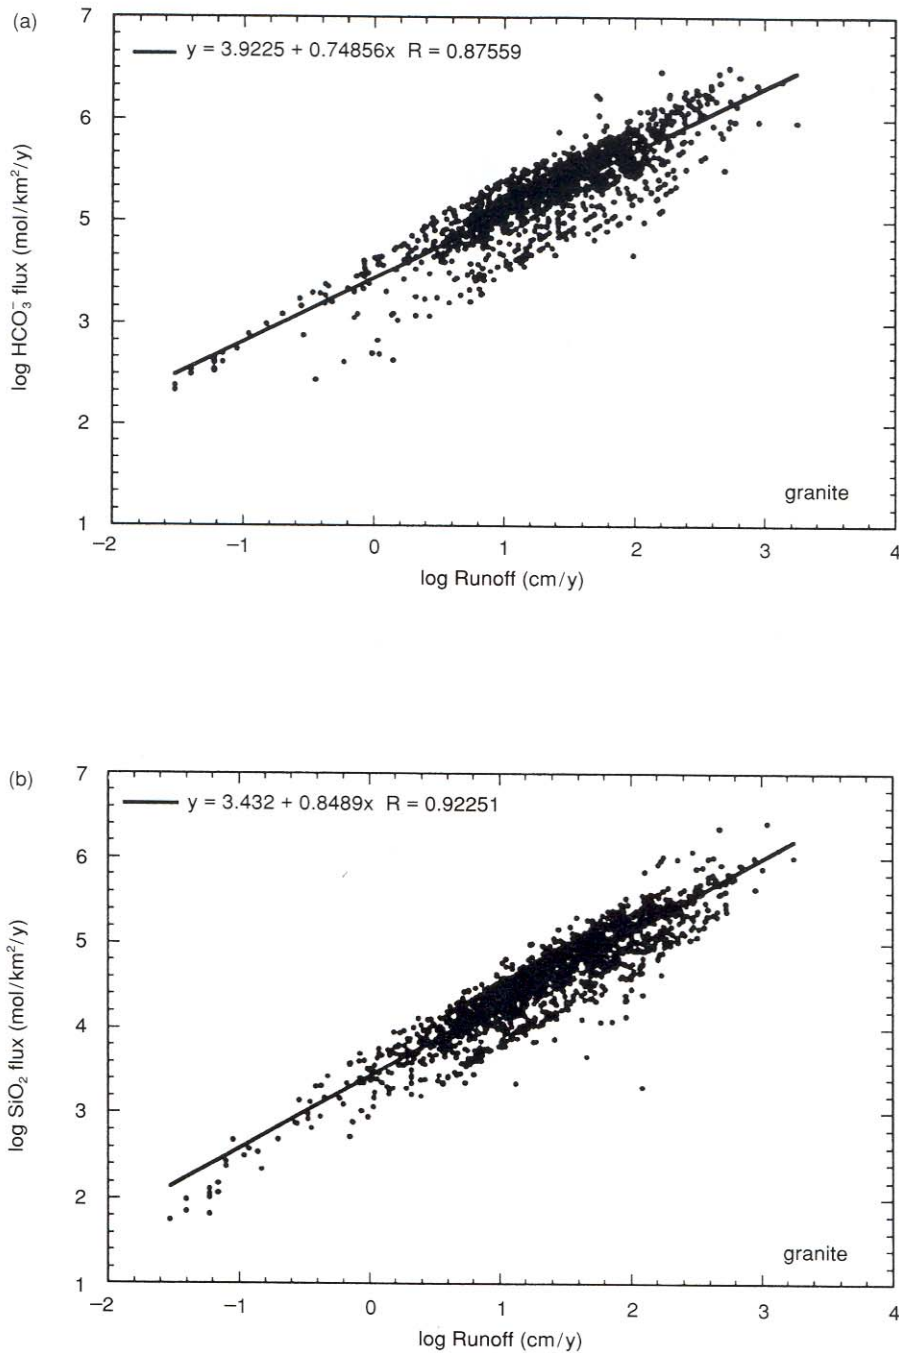 (a)
7
y = 3.9225 + 0.74856x R = 0.87559
6
5
3
2
1
log HCO₃⁻ flux (mol/km²/y)
granite
−2 −1 0 1 2 3 4
log Runoff (cm/y)
(b)
7
y = 3.432 + 0.8489x R = 0.92251
6
5
4
3
2
1
log SiO₂ flux (mol/km²/y)
granite
−2 −1 0 1 2 3 4
log Runoff (cm/y)